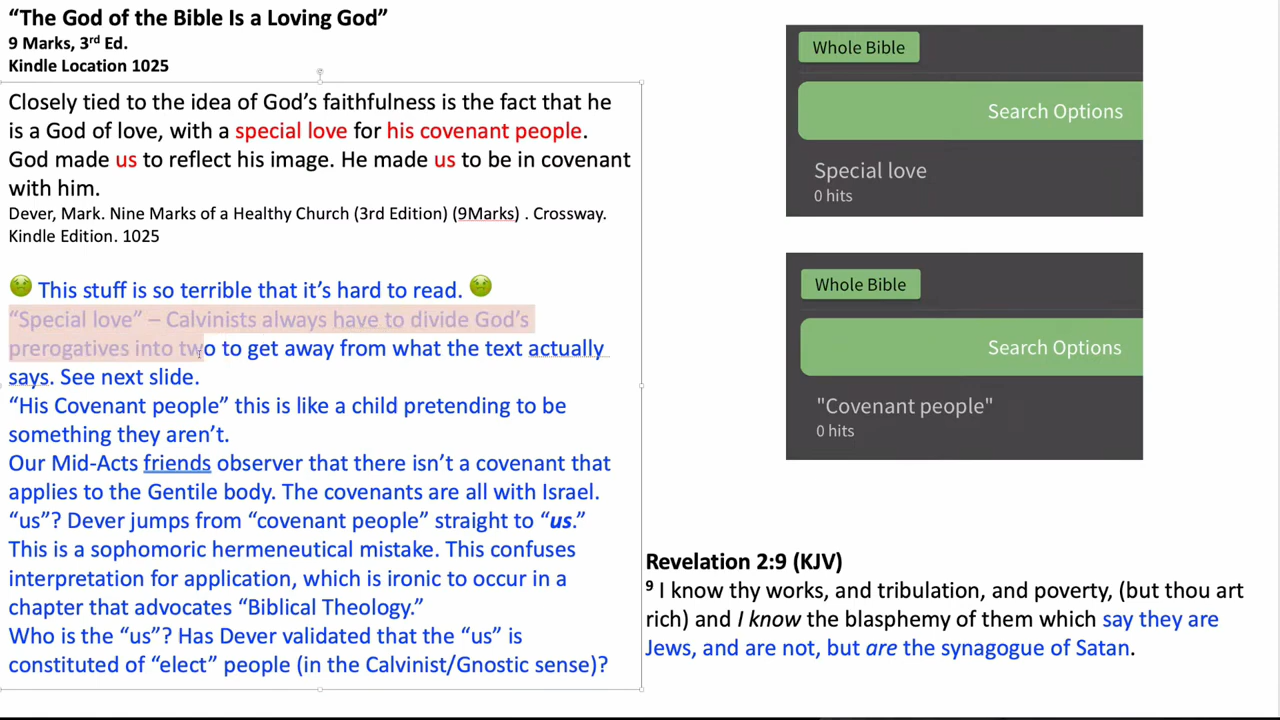 “The God of the Bible Is a Loving God”
9 Marks, 3rd Ed.
Kindle Location 1025
Closely tied to the idea of God’s faithfulness is the fact that he
is a God of love, with a special love for his covenant people.
God made us to reflect his image. He made us to be in covenant
with him.
Dever, Mark. Nine Marks of a Healthy Church (3rd Edition) (9Marks) . Crossway.
Kindle Edition. 1025
🤢 This stuff is so terrible that it’s hard to read. 🤢
“Special love” – Calvinists always have to divide God’s
prerogatives into two to get away from what the text actually
says. See next slide.
“His Covenant people” this is like a child pretending to be
something they aren’t.
Our Mid-Acts friends observer that there isn’t a covenant that
applies to the Gentile body. The covenants are all with Israel.
“us”? Dever jumps from “covenant people” straight to “us.”
This is a sophomoric hermeneutical mistake. This confuses
interpretation for application, which is ironic to occur in a
chapter that advocates “Biblical Theology.”
Who is the “us”? Has Dever validated that the “us” is
constituted of “elect” people (in the Calvinist/Gnostic sense)?
Whole Bible
Search Options
Special love
0 hits
Whole Bible
Search Options
"Covenant people"
0 hits
Revelation 2:9 (KJV)
9 I know thy works, and tribulation, and poverty, (but thou art
rich) and I know the blasphemy of them which say they are
Jews, and are not, but are the synagogue of Satan.